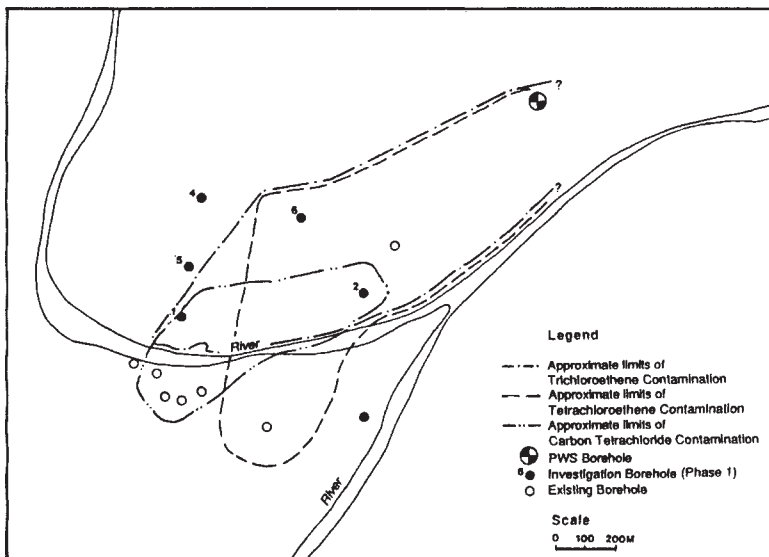 ?
4
6
?
5
2
1
River
River
Legend
Approximate limits of
Trichloroethene Contamination
Approximate limits of
Tetrachloroethene Contamination
Approximate limits of
Carbon Tetrachloride Contamination
PWS Borehole
6 Investigation Borehole (Phase 1)
Existing Borehole
Scale
0 100 200M